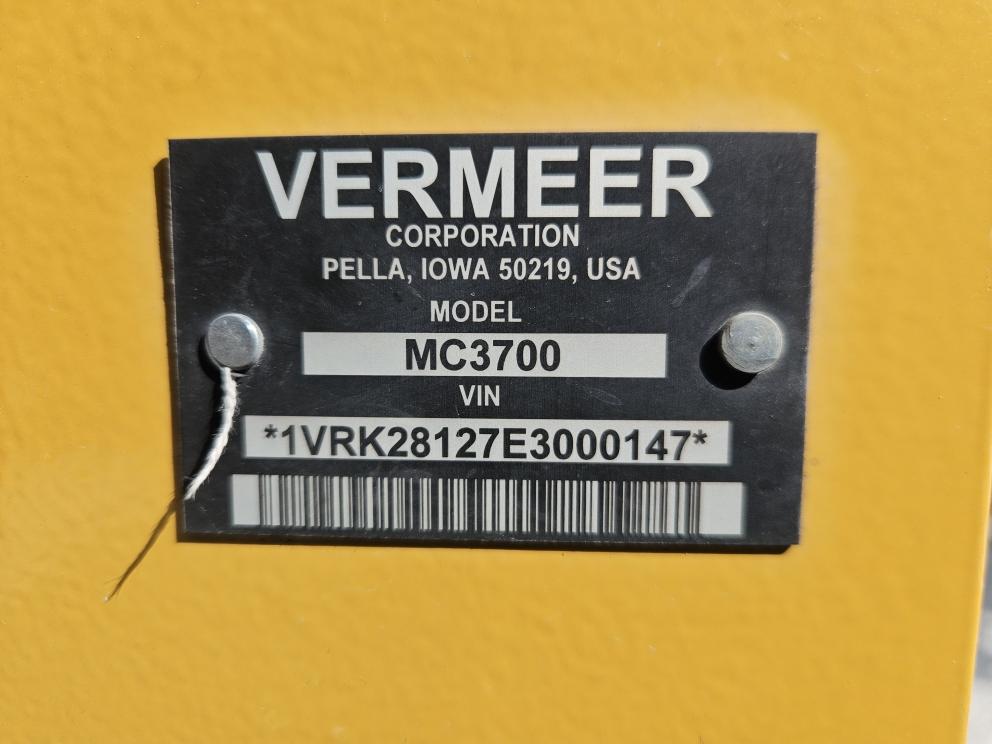 VERMEER
CORPORATION
PELLA, IOWA 50219, USA
MODEL
MC3700
VIN
*1VRK28127E3000147*